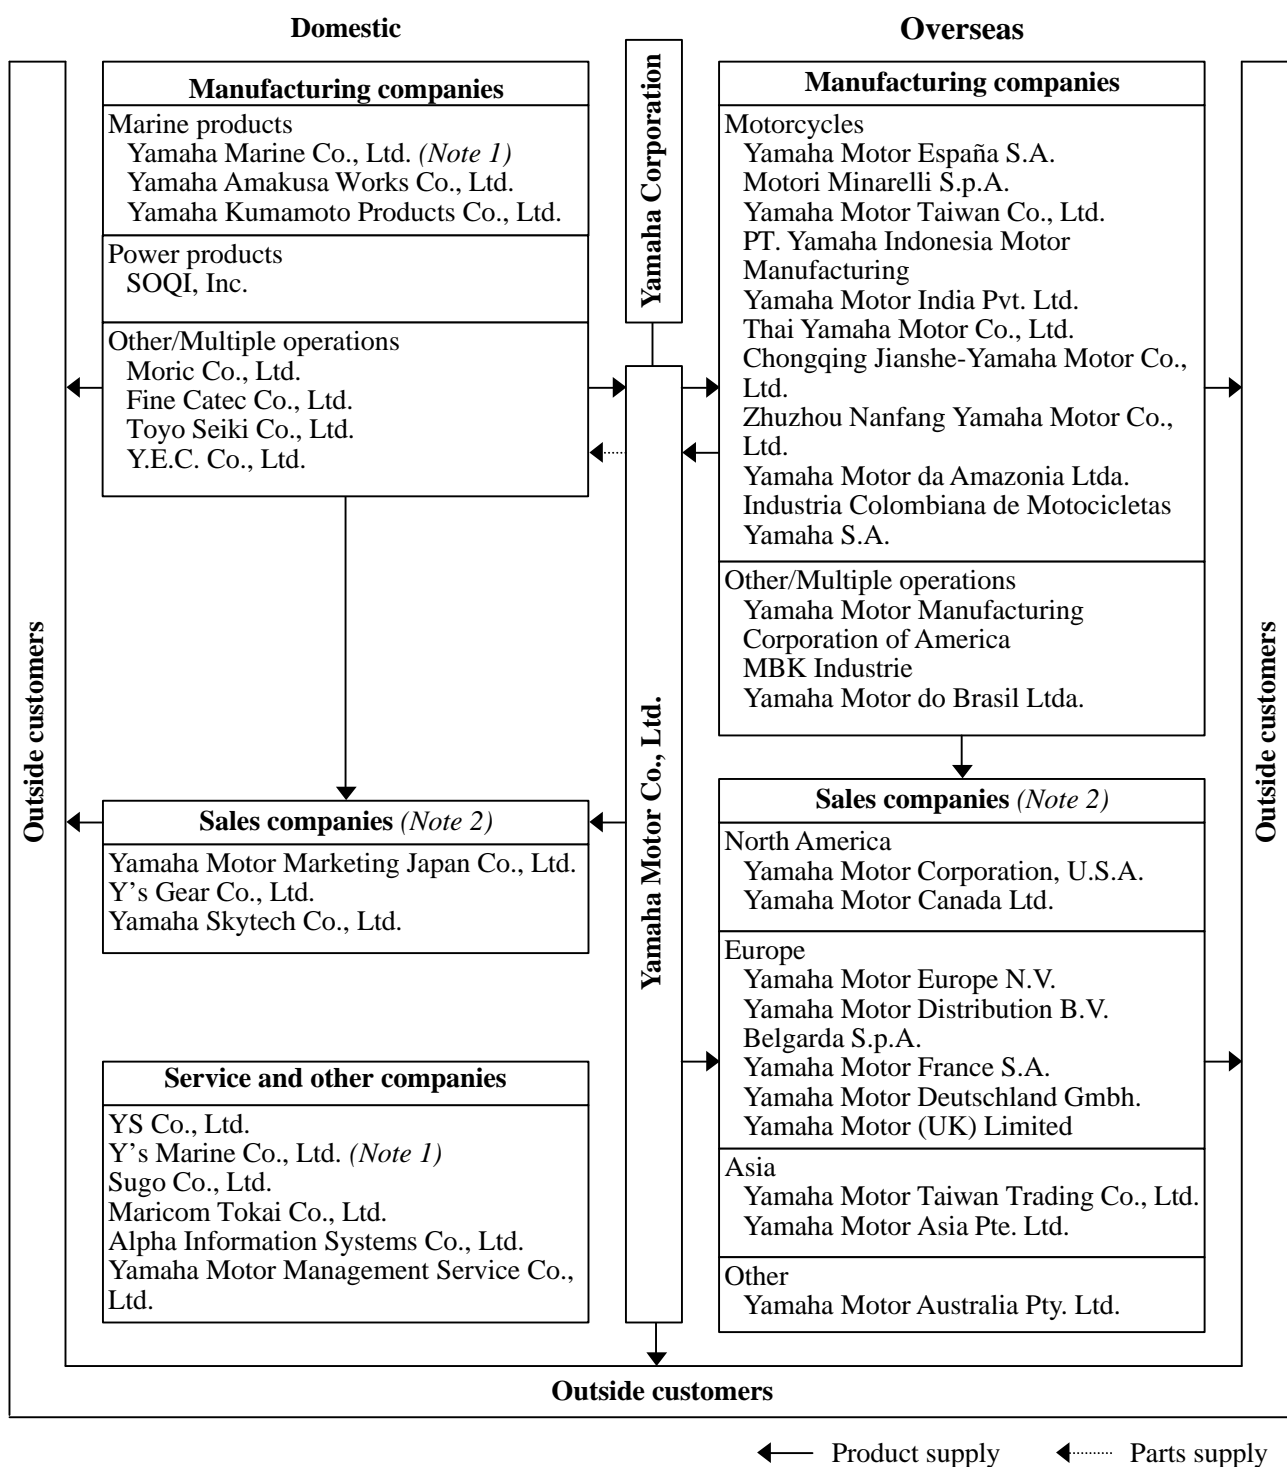 Domestic
Overseas
Yamaha Corporation
Manufacturing companies
Marine products
Yamaha Marine Co., Ltd. (Note 1)
Yamaha Amakusa Works Co., Ltd.
Yamaha Kumamoto Products Co., Ltd.
Power products
SOQI, Inc.
Other/Multiple operations
Moric Co., Ltd.
Fine Catec Co., Ltd.
Toyo Seiki Co., Ltd.
Y.E.C. Co., Ltd.
Outside customers
Sales companies (Note 2)
Yamaha Motor Marketing Japan Co., Ltd.
Y’s Gear Co., Ltd.
Yamaha Skytech Co., Ltd.
Service and other companies
YS Co., Ltd.
Y’s Marine Co., Ltd. (Note 1)
Sugo Co., Ltd.
Maricom Tokai Co., Ltd.
Alpha Information Systems Co., Ltd.
Yamaha Motor Management Service Co.,
Ltd.
Yamaha Motor Co., Ltd.
Manufacturing companies
Motorcycles
Yamaha Motor España S.A.
Motori Minarelli S.p.A.
Yamaha Motor Taiwan Co., Ltd.
PT. Yamaha Indonesia Motor
Manufacturing
Yamaha Motor India Pvt. Ltd.
Thai Yamaha Motor Co., Ltd.
Chongqing Jianshe-Yamaha Motor Co.,
Ltd.
Zhuzhou Nanfang Yamaha Motor Co.,
Ltd.
Yamaha Motor da Amazonia Ltda.
Industria Colombiana de Motocicletas
Yamaha S.A.
Other/Multiple operations
Yamaha Motor Manufacturing
Corporation of America
MBK Industrie
Yamaha Motor do Brasil Ltda.
Sales companies (Note 2)
North America
Yamaha Motor Corporation, U.S.A.
Yamaha Motor Canada Ltd.
Europe
Yamaha Motor Europe N.V.
Yamaha Motor Distribution B.V.
Belgarda S.p.A.
Yamaha Motor France S.A.
Yamaha Motor Deutschland Gmbh.
Yamaha Motor (UK) Limited
Asia
Yamaha Motor Taiwan Trading Co., Ltd.
Yamaha Motor Asia Pte. Ltd.
Other
Yamaha Motor Australia Pty. Ltd.
Outside customers
Outside customers
Product supply
Parts supply